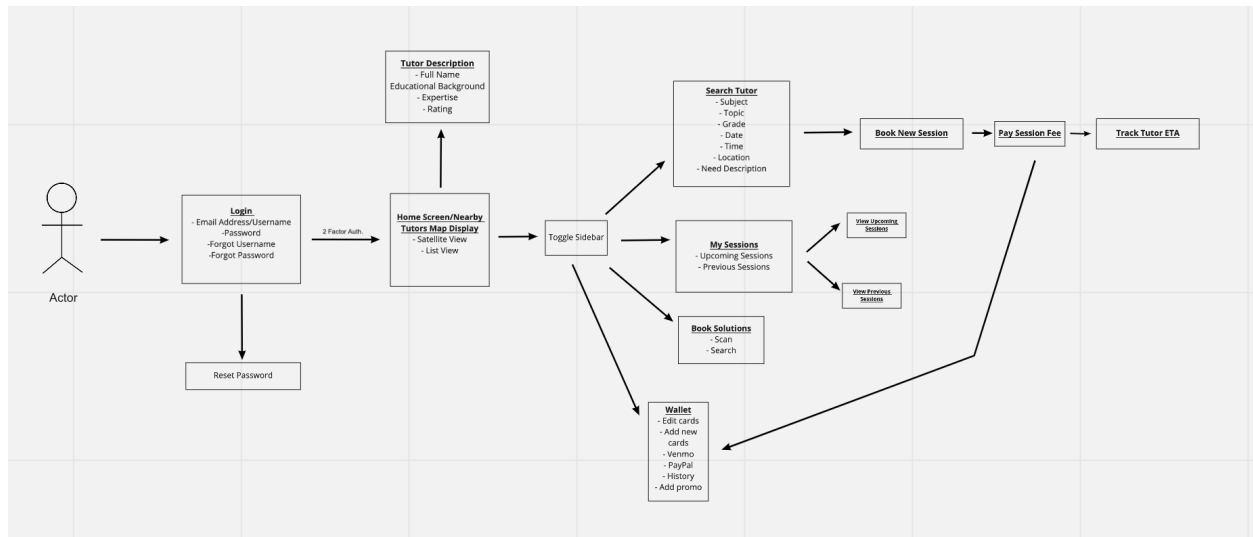 Actor
Login
- Email Address/Username
-Password
-Forgot Username
-Forgot Password
Reset Password
2 Factor Auth.
Tutor Description
- Full Name
Educational Background
- Expertise
- Rating
Home Screen/Nearby
Tutors Map Display
- Satellite View
- List View
Toggle Sidebar
Search Tutor
- Subject
- Topic
- Grade
- Date
- Time
- Location
- Need Description
Book New Session
Pay Session Fee
Track Tutor ETA
My Sessions
- Upcoming Sessions
- Previous Sessions
View Upcoming
Sessions
View Previous
Sessions
Book Solutions
- Scan
- Search
Wallet
- Edit cards
- Add new
cards
- Venmo
- PayPal
- History
- Add promo